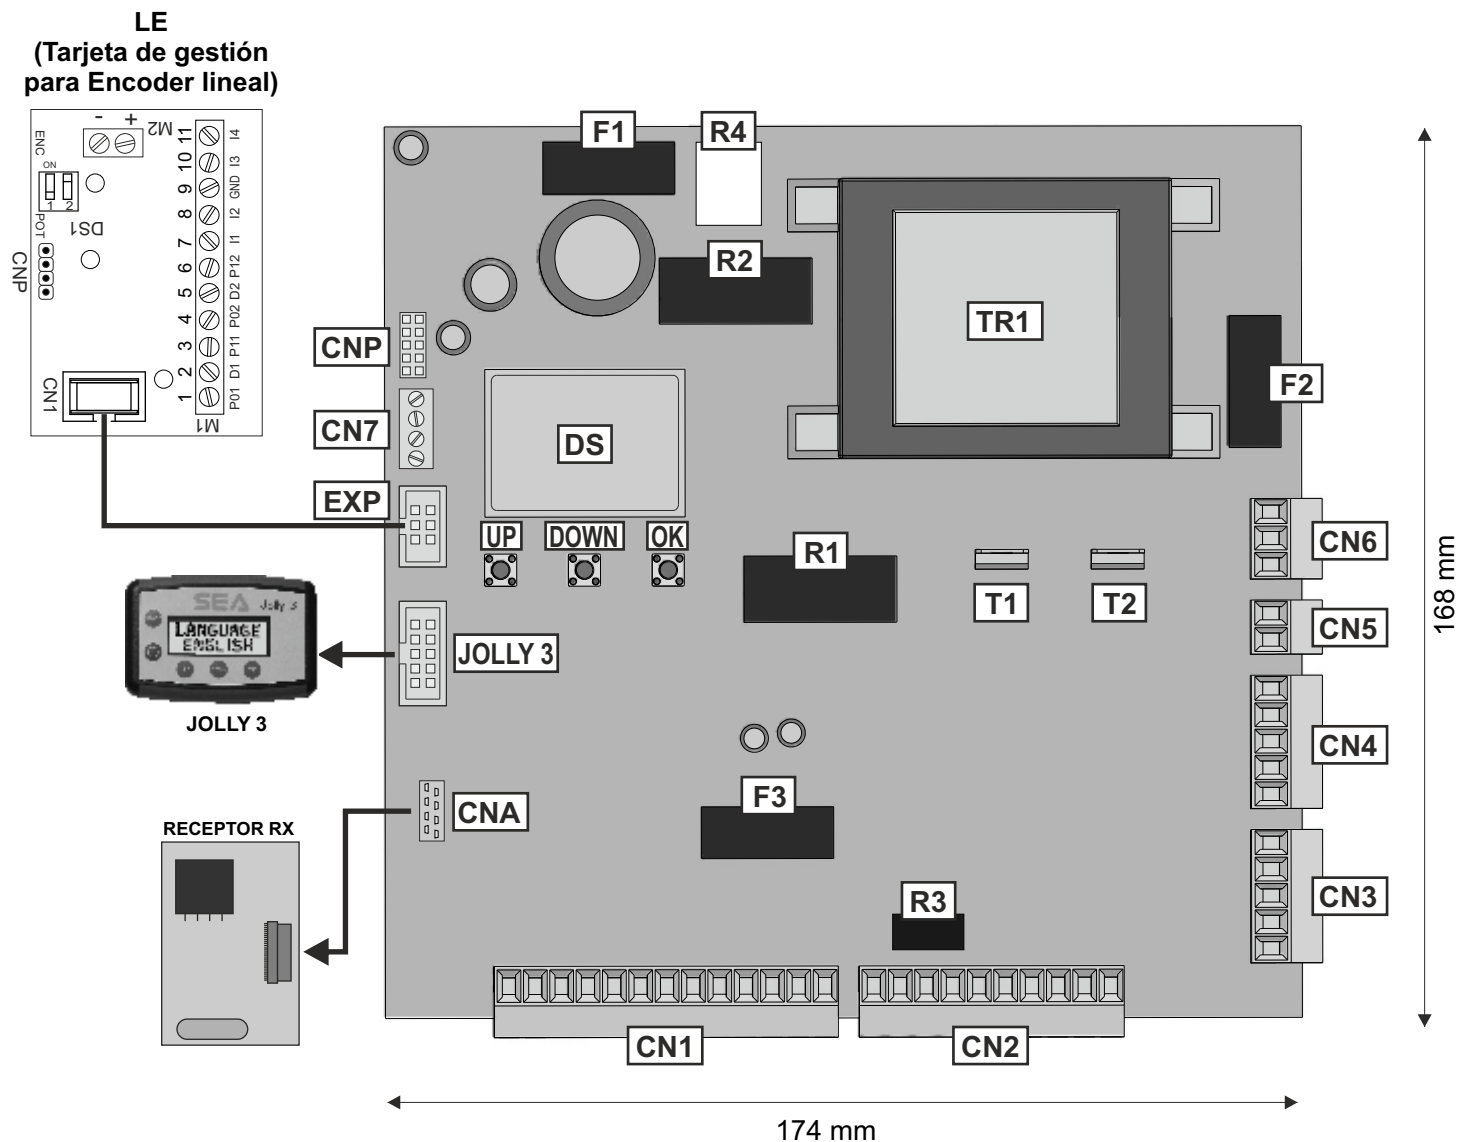 LE
(Tarjeta de gestión
para Encoder lineal)
- +
M2
ENC
ON
1 2
DS1
POT
CNP
CN1
11 I4
10 I3
9 GND
8 I2
7 I1
6 P12
5 D2
4 P02
3 P11
2 D1
1 P01
M1
F1
R4
R2
TR1
F2
CNP
CN7
DS
EXP
UP
DOWN
OK
R1
T1
T2
CN6
CN5
CN4
CN3
168 mm
SEA Jolly 3
LANGUAGE
ENGLISH
JOLLY 3
JOLLY 3
CNA
F3
R3
RECEPTOR RX
CN1
CN2
174 mm